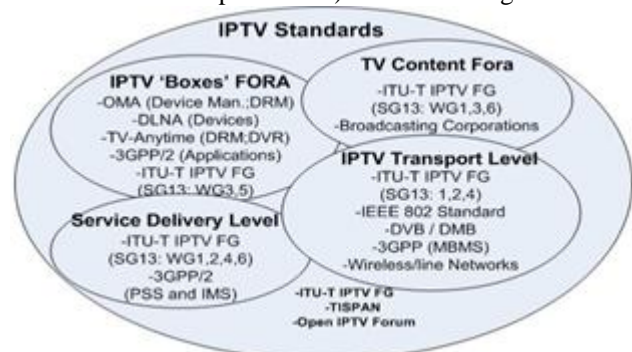 IPTV Standards
IPTV 'Boxes' FORA
-OMA (Device Man.;DRM)
-DLNA (Devices)
-TV-Anytime (DRM;DVR)
-3GPP/2 (Applications)
-ITU-T IPTV FG
(SG13: WG3,5)
TV Content Fora
-ITU-T IPTV FG
(SG13: WG1,3,6)
-Broadcasting Corporations
IPTV Transport Level
-ITU-T IPTV FG
(SG13: 1,2,4)
-IEEE 802 Standard
-DVB / DMB
-3GPP (MBMS)
-Wireless/line Networks
Service Delivery Level
-ITU-T IPTV FG
(SG13: WG1,2,4,6)
-3GPP/2
(PSS and IMS)
-ITU-T IPTV FG
-TISPAN
-Open IPTV Forum